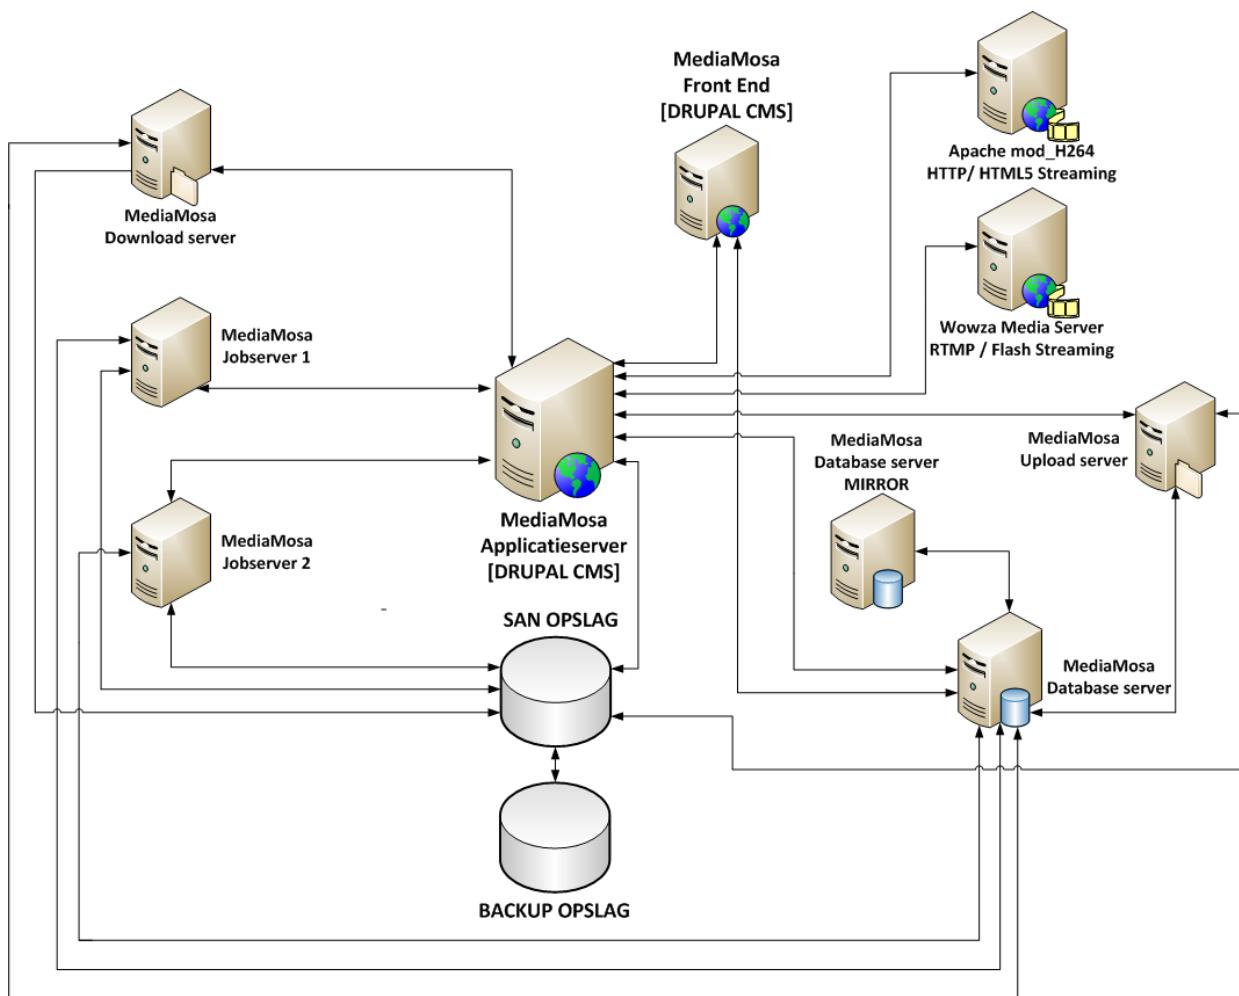 MediaMosa
Front End
[DRUPAL CMS]
Apache mod_H264
HTTP/ HTML5 Streaming
MediaMosa
Download server
Wowza Media Server
RTMP / Flash Streaming
MediaMosa
Jobserver 1
MediaMosa
Upload server
MediaMosa
Database server
MIRROR
MediaMosa
Applicatieserver
[DRUPAL CMS]
MediaMosa
Jobserver 2
SAN OPSLAG
MediaMosa
Database server
BACKUP OPSLAG